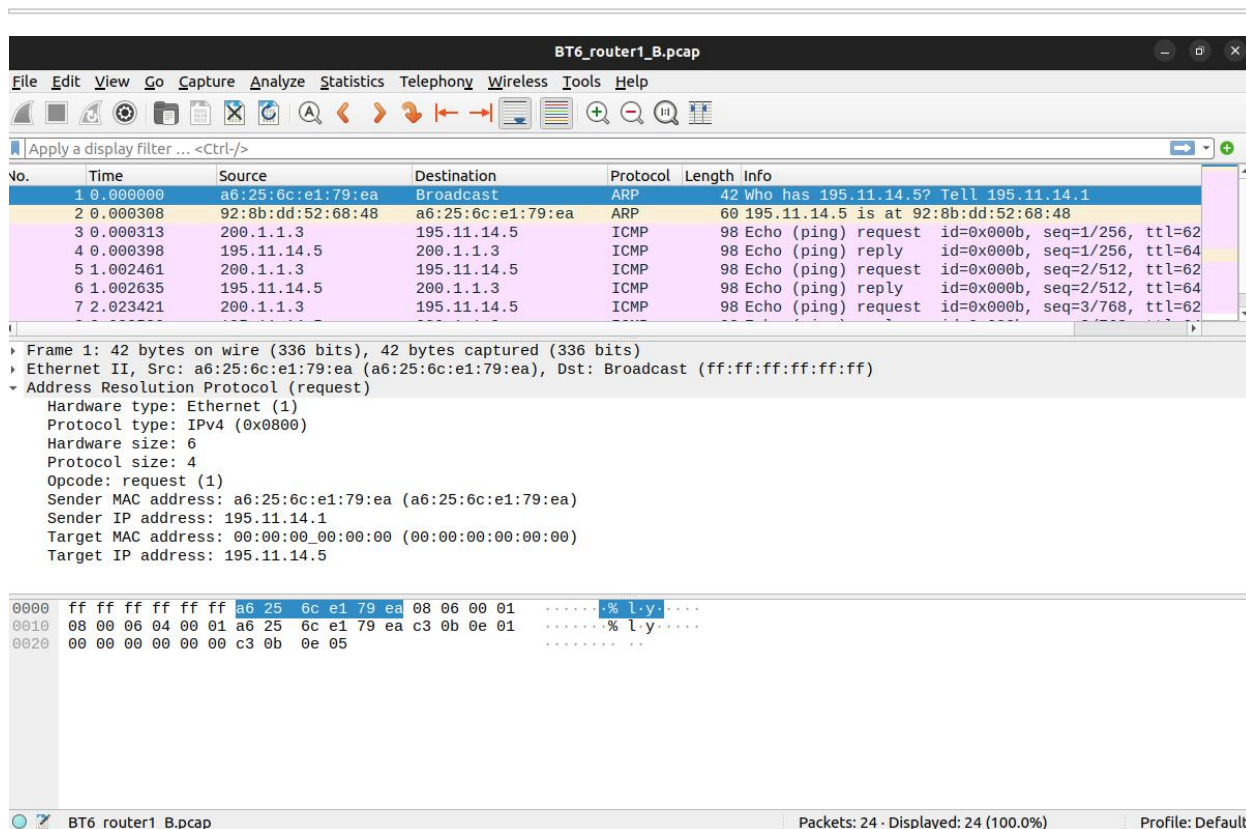 BT6_router1_B.pcap
File Edit View Go Capture Analyze Statistics Telephony Wireless Tools Help
Apply a display filter ... <Ctrl-/>
No. Time Source Destination Protocol Length Info
1 0.000000 a6:25:6c:e1:79:ea Broadcast ARP 42 Who has 195.11.14.5? Tell 195.11.14.1
2 0.000308 92:8b:dd:52:68:48 a6:25:6c:e1:79:ea ARP 60 195.11.14.5 is at 92:8b:dd:52:68:48
3 0.000313 200.1.1.3 195.11.14.5 ICMP 98 Echo (ping) request id=0x000b, seq=1/256, ttl=62
4 0.000398 195.11.14.5 200.1.1.3 ICMP 98 Echo (ping) reply id=0x000b, seq=1/256, ttl=64
5 1.002461 200.1.1.3 195.11.14.5 ICMP 98 Echo (ping) request id=0x000b, seq=2/512, ttl=62
6 1.002635 195.11.14.5 200.1.1.3 ICMP 98 Echo (ping) reply id=0x000b, seq=2/512, ttl=64
7 2.023421 200.1.1.3 195.11.14.5 ICMP 98 Echo (ping) request id=0x000b, seq=3/768, ttl=62
Frame 1: 42 bytes on wire (336 bits), 42 bytes captured (336 bits)
Ethernet II, Src: a6:25:6c:e1:79:ea (a6:25:6c:e1:79:ea), Dst: Broadcast (ff:ff:ff:ff:ff:ff)
Address Resolution Protocol (request)
Hardware type: Ethernet (1)
Protocol type: IPv4 (0x0800)
Hardware size: 6
Protocol size: 4
Opcode: request (1)
Sender MAC address: a6:25:6c:e1:79:ea (a6:25:6c:e1:79:ea)
Sender IP address: 195.11.14.1
Target MAC address: 00:00:00_00:00:00 (00:00:00:00:00:00)
Target IP address: 195.11.14.5
0000 ff ff ff ff ff ff a6 25 6c e1 79 ea 08 06 00 01 ·······% l·y·····
0010 08 00 06 04 00 01 a6 25 6c e1 79 ea c3 0b 0e 01 ·······% l·y·····
0020 00 00 00 00 00 00 c3 0b 0e 05 ········ ··
BT6_router1_B.pcap Packets: 24 · Displayed: 24 (100.0%) Profile: Default